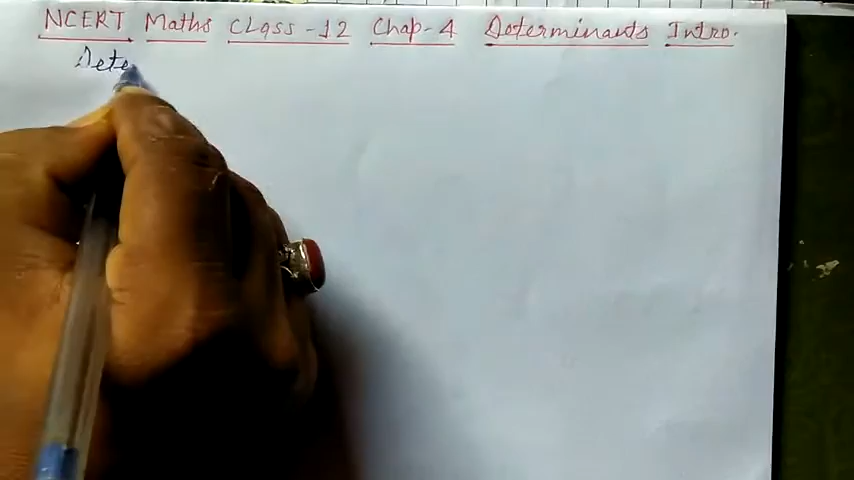 NCERT Maths Class -12 Chap-4 Determinants Intro.
Dete